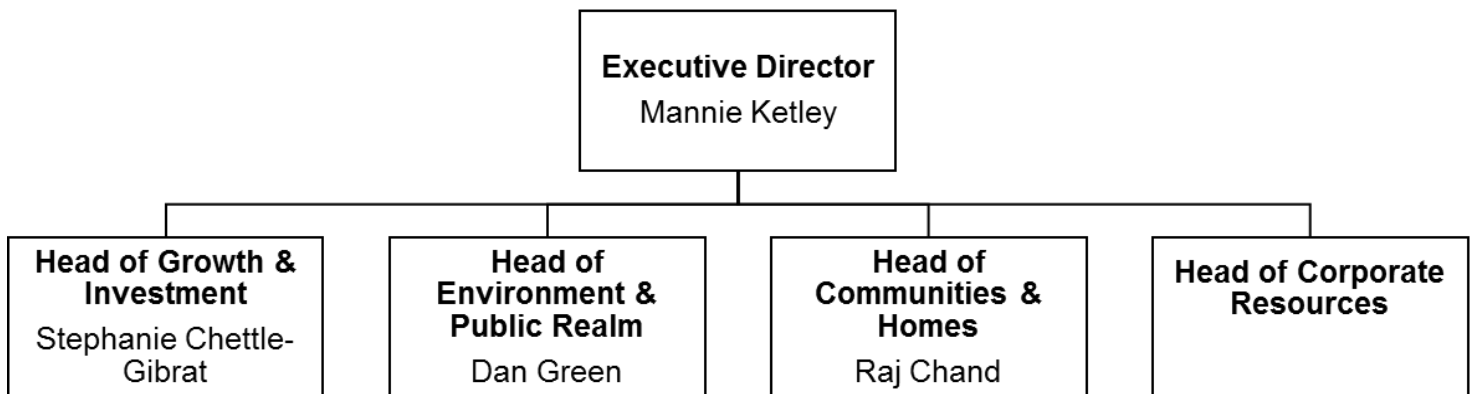 Executive Director
Mannie Ketley
Head of Growth &
Investment
Stephanie Chettle-
Gibrat
Head of
Environment &
Public Realm
Dan Green
Head of
Communities &
Homes
Raj Chand
Head of Corporate
Resources